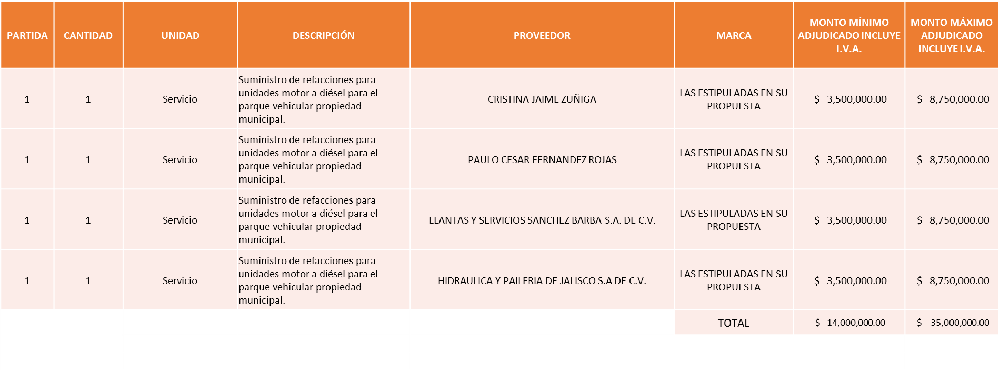 PARTIDA
CANTIDAD
UNIDAD
DESCRIPCIÓN
PROVEEDOR
MARCA
MONTO MÍNIMO
ADJUDICADO INCLUYE
I.V.A.
MONTO MÁXIMO
ADJUDICADO
INCLUYE I.V.A.
1
1
Servicio
Suministro de refacciones para
unidades motor a diésel para el
parque vehicular propiedad
municipal.
CRISTINA JAIME ZUÑIGA
LAS ESTIPULADAS EN SU
PROPUESTA
$ 3,500,000.00
$ 8,750,000.00
1
1
Servicio
Suministro de refacciones para
unidades motor a diésel para el
parque vehicular propiedad
municipal.
PAULO CESAR FERNANDEZ ROJAS
LAS ESTIPULADAS EN SU
PROPUESTA
$ 3,500,000.00
$ 8,750,000.00
1
1
Servicio
Suministro de refacciones para
unidades motor a diésel para el
parque vehicular propiedad
municipal.
LLANTAS Y SERVICIOS SANCHEZ BARBA S.A. DE C.V.
LAS ESTIPULADAS EN SU
PROPUESTA
$ 3,500,000.00
$ 8,750,000.00
1
1
Servicio
Suministro de refacciones para
unidades motor a diésel para el
parque vehicular propiedad
municipal.
HIDRAULICA Y PAILERIA DE JALISCO S.A DE C.V.
LAS ESTIPULADAS EN SU
PROPUESTA
$ 3,500,000.00
$ 8,750,000.00
TOTAL
$ 14,000,000.00
$ 35,000,000.00